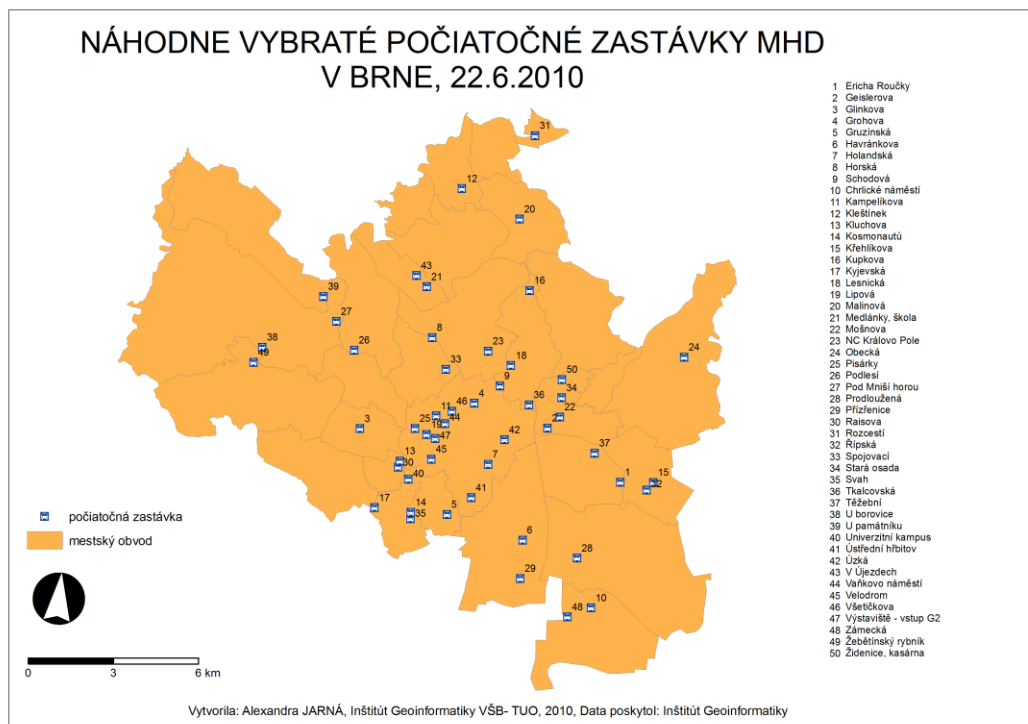 NÁHODNE VYBRATÉ POČIATOČNÉ ZASTÁVKY MHD
V BRNE, 22.6.2010
1 Ericha Roučky
2 Geislerova
3 Glinkova
4 Grohova
5 Gruzínská
6 Havránkova
7 Holandská
8 Horská
9 Schodová
10 Chrlické náměstí
11 Kampelíkova
12 Kleštínek
13 Kluchova
14 Kosmonautů
15 Křehlíkova
16 Kupkova
17 Kyjevská
18 Lesnická
19 Lipová
20 Malinová
21 Medlánky, škola
22 Mošnova
23 NC Královo Pole
24 Obecká
25 Pisárky
26 Podlesí
27 Pod Mniší horou
28 Prodloužená
29 Přízřenice
30 Raisova
31 Rozcestí
32 Řípská
33 Spojovací
34 Stará osada
35 Svah
36 Tkalcovská
37 Těžební
38 U borovice
39 U památníku
40 Univerzitní kampus
41 Ústřední hřbitov
42 Úzká
43 V Újezdech
44 Vaňkovo náměstí
45 Velodrom
46 Všetičkova
47 Výstaviště - vstup G2
48 Zámecká
49 Žebětínský rybník
50 Židenice, kasárna
31
12
20
43
21
16
39
27
8
38
26
23
24
49
33
18
50
9
34
4
46
36
11
22
44
3
25
19
2
47
42
37
13
45
7
30
1
15
40
32
41
17
14
5
35
6
28
29
10
48
počiatočná zastávka
mestský obvod
0 3 6 km
Vytvorila: Alexandra JARNÁ, Inštitút Geoinformatiky VŠB- TUO, 2010, Data poskytol: Inštitút Geoinformatiky